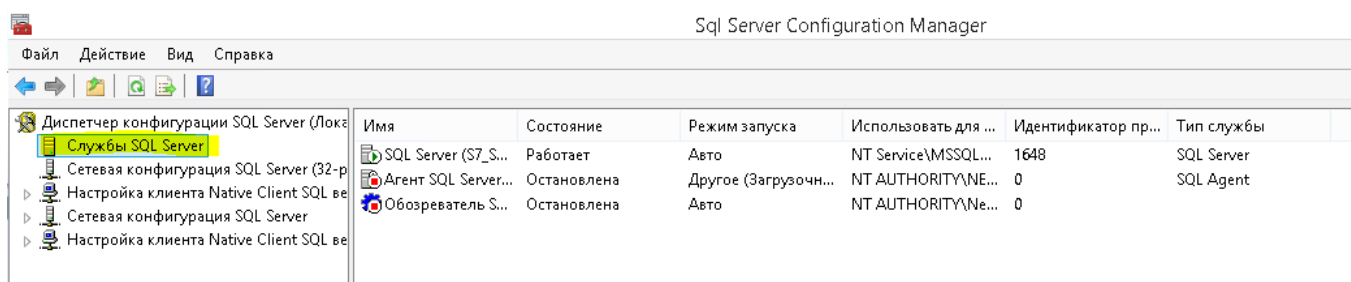 Sql Server Configuration Manager
Файл Действие Вид Справка
Диспетчер конфигурации SQL Server (Лока
Службы SQL Server
Сетевая конфигурация SQL Server (32-р
Настройка клиента Native Client SQL ве
Сетевая конфигурация SQL Server
Настройка клиента Native Client SQL ве
Имя Состояние Режим запуска Использовать для ... Идентификатор пр... Тип службы
SQL Server (S7_S... Работает Авто NT Service\MSSQL... 1648 SQL Server
Агент SQL Server... Остановлена Другое (Загрузочн... NT AUTHORITY\NE... 0 SQL Agent
Обозреватель S... Остановлена Авто NT AUTHORITY\Ne... 0